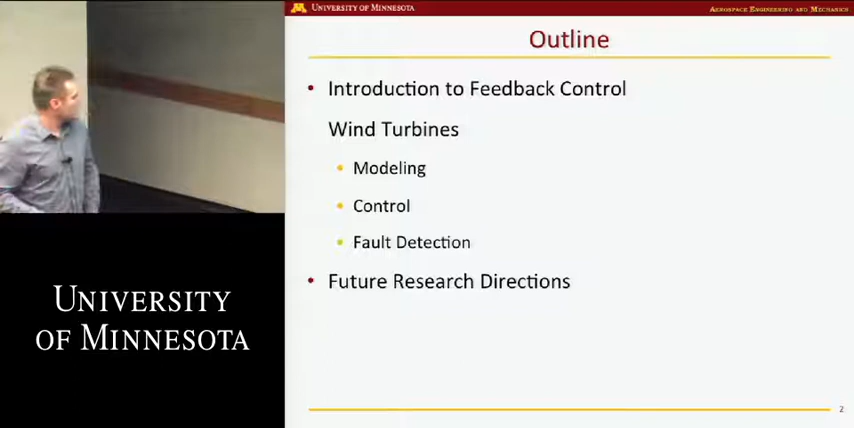 UNIVERSITY OF MINNESOTA
AEROSPACE ENGINEERING AND MECHANICS
Outline
• Introduction to Feedback Control
Wind Turbines
• Modeling
• Control
• Fault Detection
• Future Research Directions
UNIVERSITY
OF MINNESOTA
2